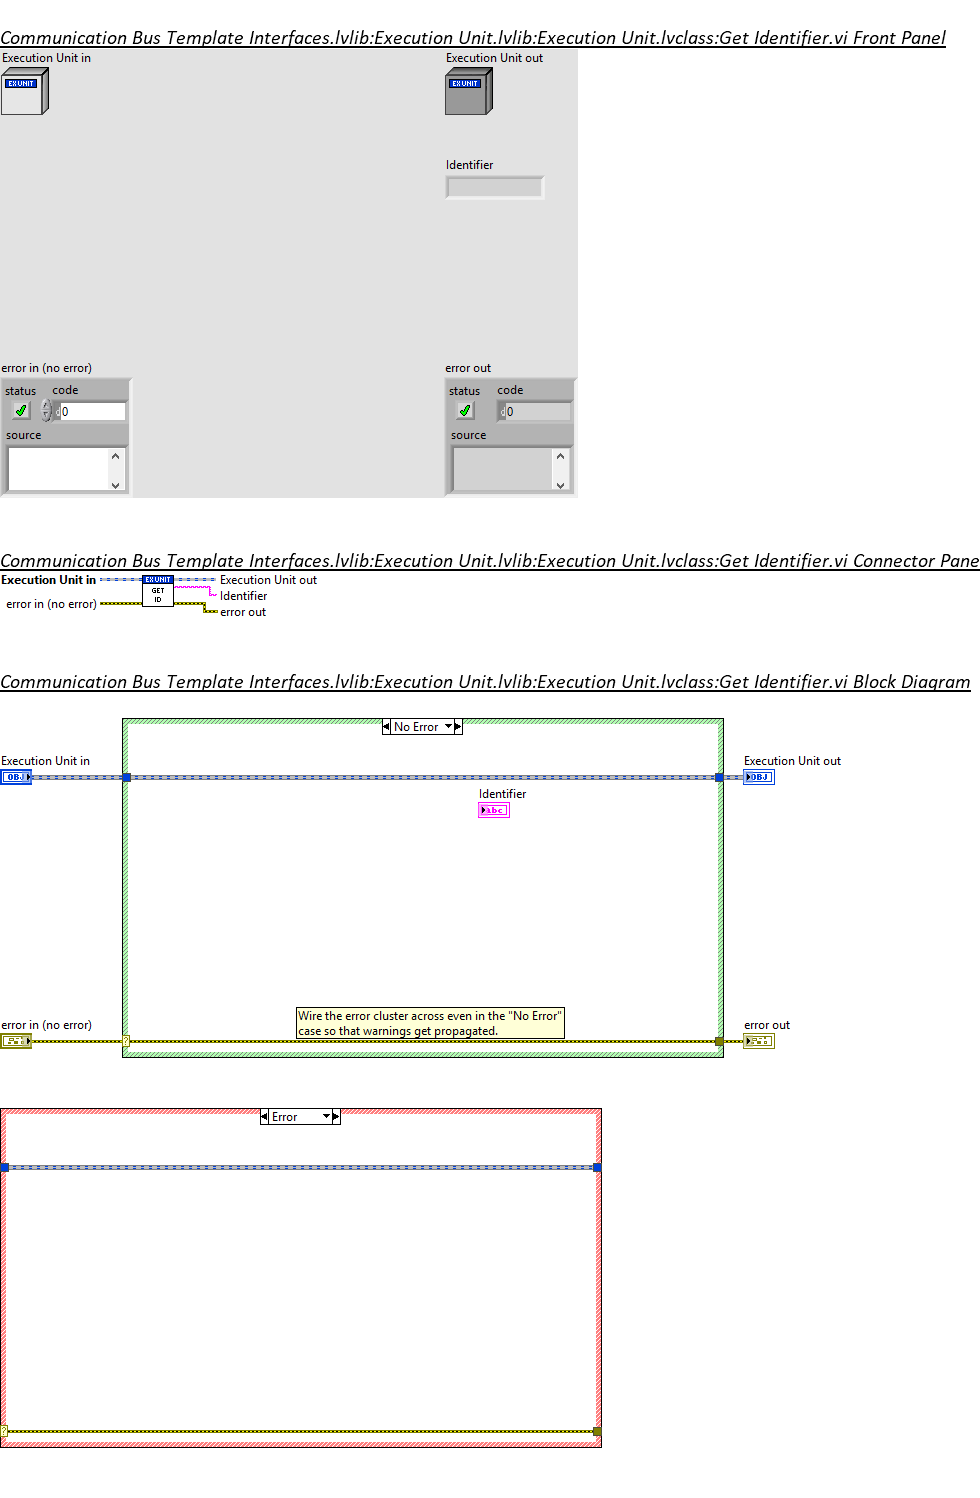 Communication Bus Template Interfaces.lvlib:Execution Unit.lvlib:Execution Unit.lvclass:Get Identifier.vi Front Panel
Execution Unit in
Execution Unit out
EX UNIT
EX UNIT
Identifier
error in (no error)
error out
status code
status code
d 0
d 0
source
source
Communication Bus Template Interfaces.lvlib:Execution Unit.lvlib:Execution Unit.lvclass:Get Identifier.vi Connector Pane
Execution Unit in
EX UNIT
Execution Unit out
GET
Identifier
ID
error in (no error)
error out
Communication Bus Template Interfaces.lvlib:Execution Unit.lvlib:Execution Unit.lvclass:Get Identifier.vi Block Diagram
No Error
Execution Unit in
Execution Unit out
OBJ
OBJ
Identifier
abc
Wire the error cluster across even in the "No Error"
case so that warnings get propagated.
error in (no error)
error out
?
Error
?